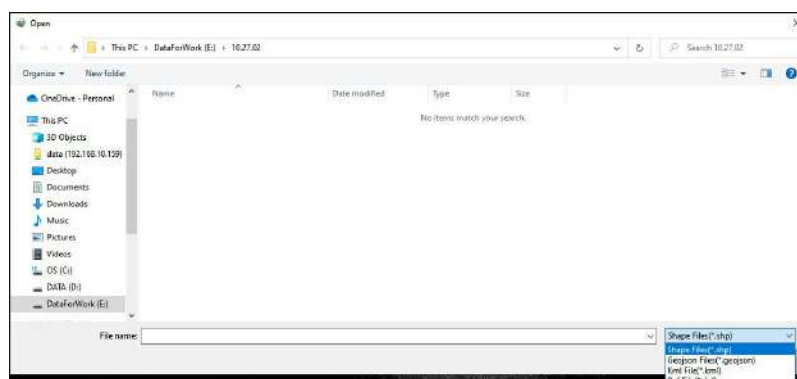 Open
This PC › DataForWork (E:) › 10.27.02
Search 10.27.02
Organize
New folder
Name
Date modified
Type
Size
No items match your search.
OneDrive - Personal
This PC
3D Objects
data (192.168.10.159)
Desktop
Documents
Downloads
Music
Pictures
Videos
OS (C:)
DATA (D:)
DataForWork (E:)
File name:
Shape Files(*.shp)
Shape Files(*.shp)
Geojson Files(*.geojson)
Kml File(*.kml)